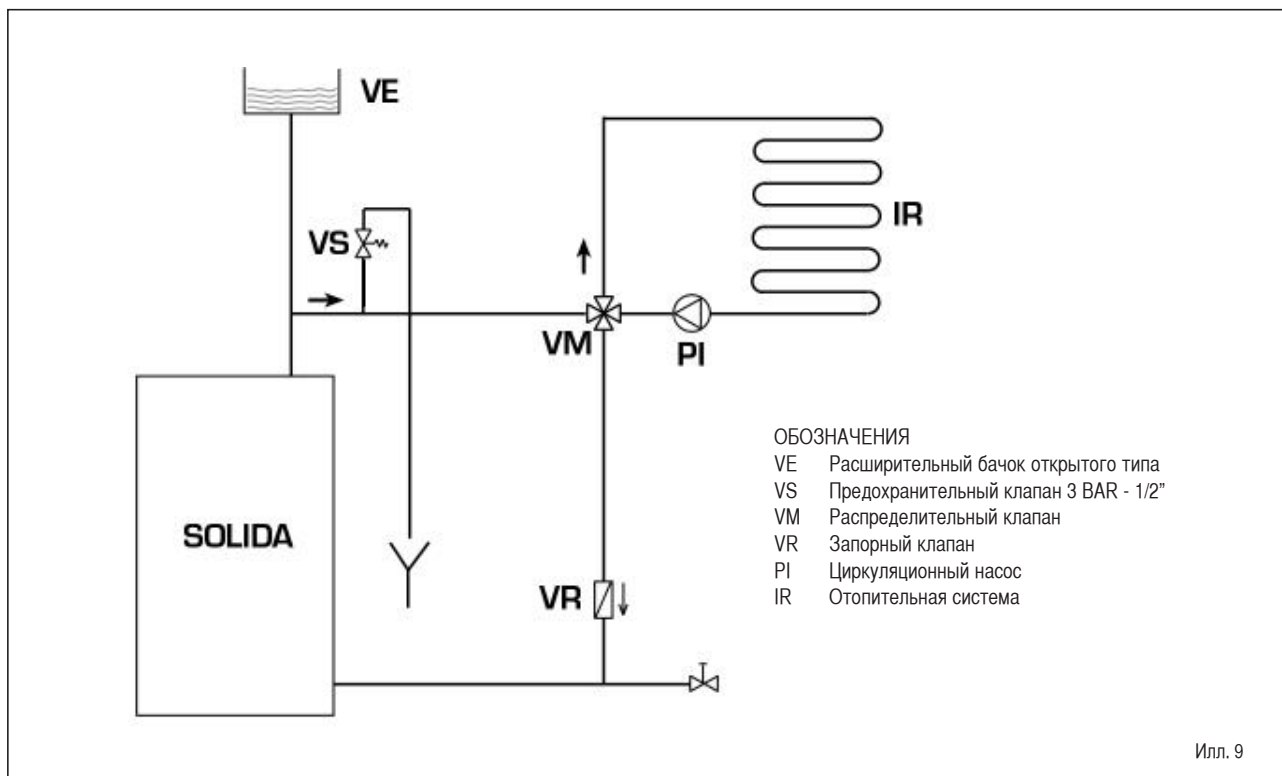 VE
VS
IR
VM
PI
SOLIDA
VR
ОБОЗНАЧЕНИЯ
VE Расширительный бачок открытого типа
VS Предохранительный клапан 3 BAR - 1/2”
VM Распределительный клапан
VR Запорный клапан
PI Циркуляционный насос
IR Отопительная система
Илл. 9